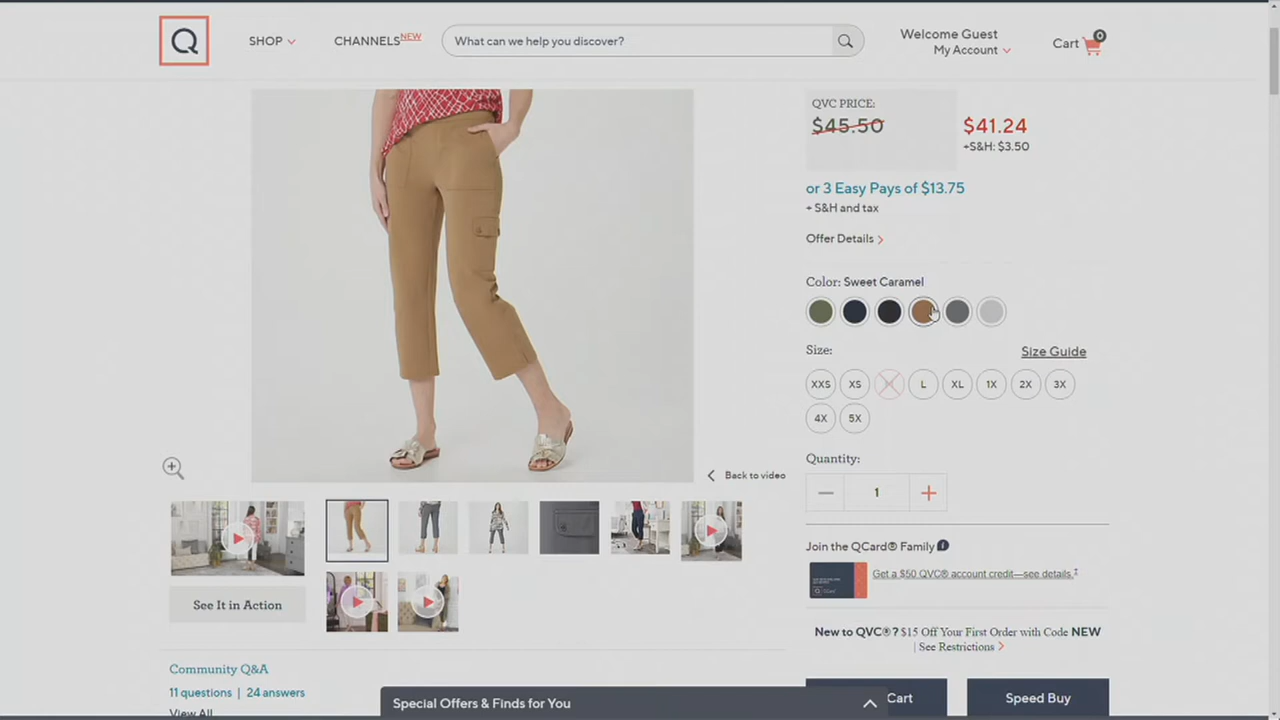 Q
SHOP
CHANNELS NEW
What can we help you discover?
Welcome Guest
My Account
Cart
0
QVC PRICE:
$45.50
$41.24
+S&H: $3.50
or 3 Easy Pays of $13.75
+ S&H and tax
Offer Details
Color: Sweet Caramel
Size:
Size Guide
XXS
XS
L
XL
1X
2X
3X
4X
5X
Quantity:
1
Back to video
See It in Action
Join the QCard® Family
Get a $50 QVC® account credit—see details.‡
New to QVC®? $15 Off Your First Order with Code NEW
| See Restrictions
Community Q&A
11 questions | 24 answers
View All
Special Offers & Finds for You
Cart
Speed Buy